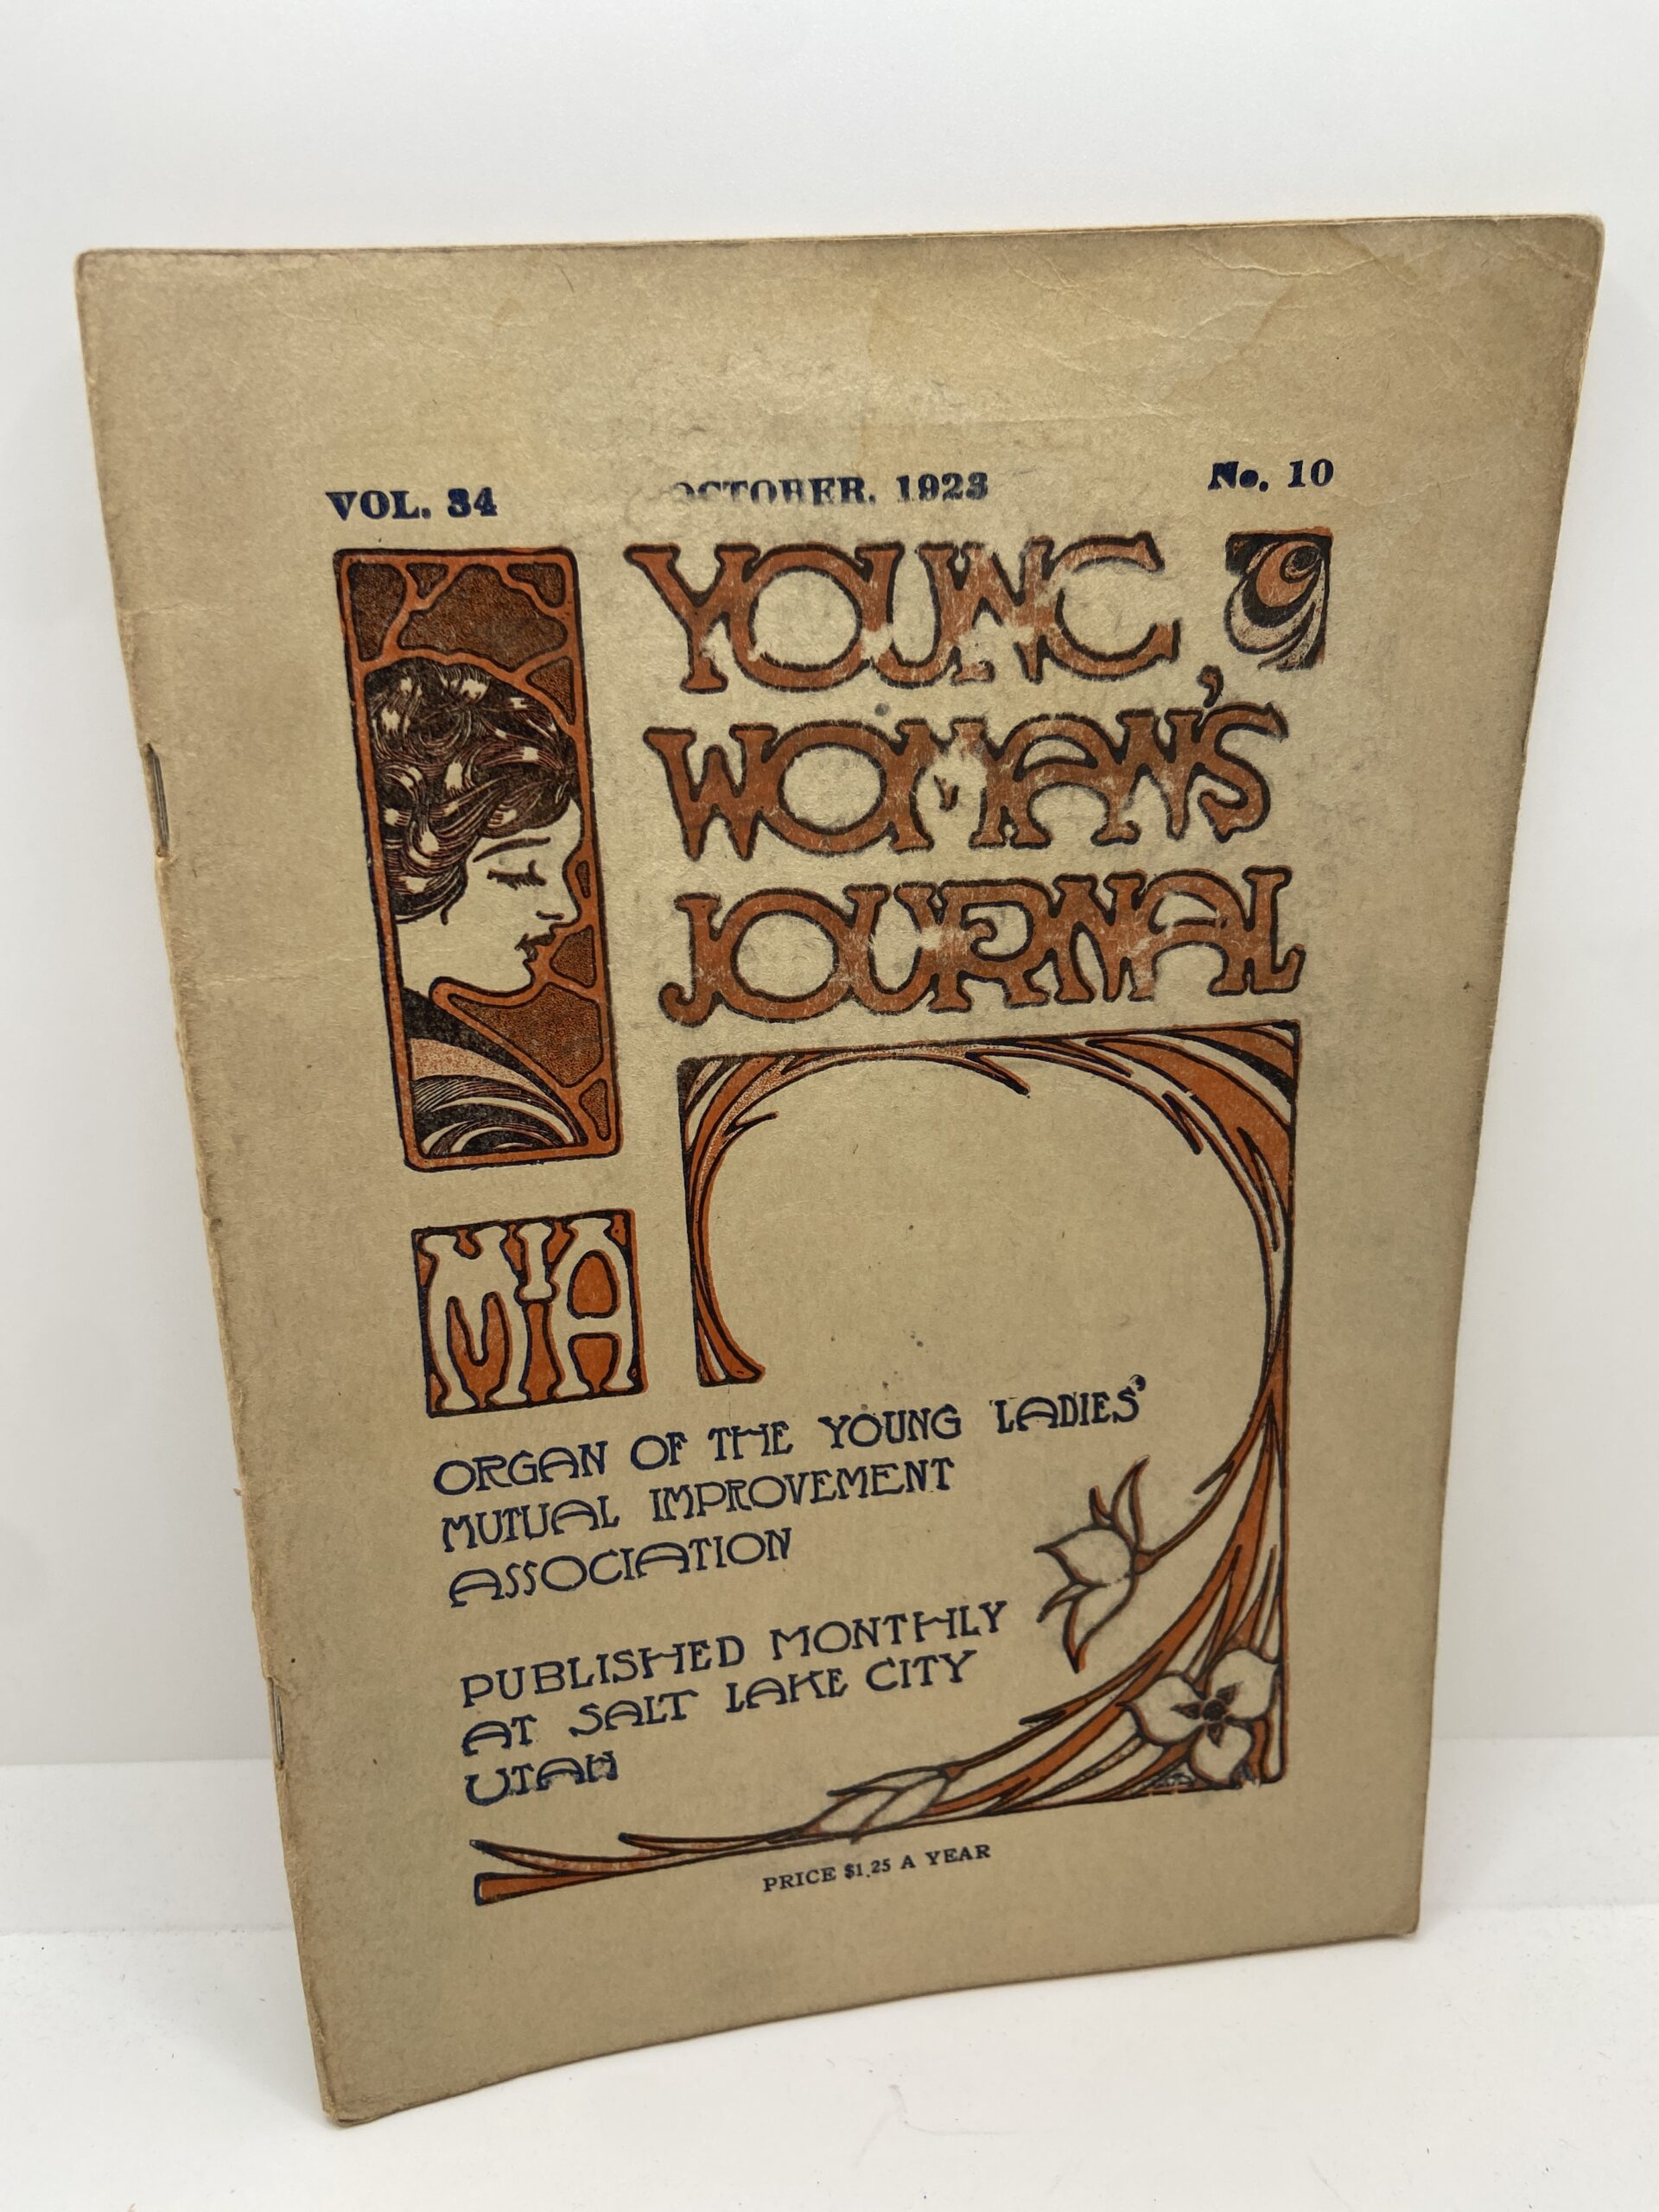 VOL. 34 OCTOBER, 1923 No. 10
YOUNG
WOMAN'S
JOURNAL
MIA
ORGAN OF THE YOUNG LADIES'
MUTUAL IMPROVEMENT
ASSOCIATION
PUBLISHED MONTHLY
AT SALT LAKE CITY
UTAH
PRICE $1.25 A YEAR